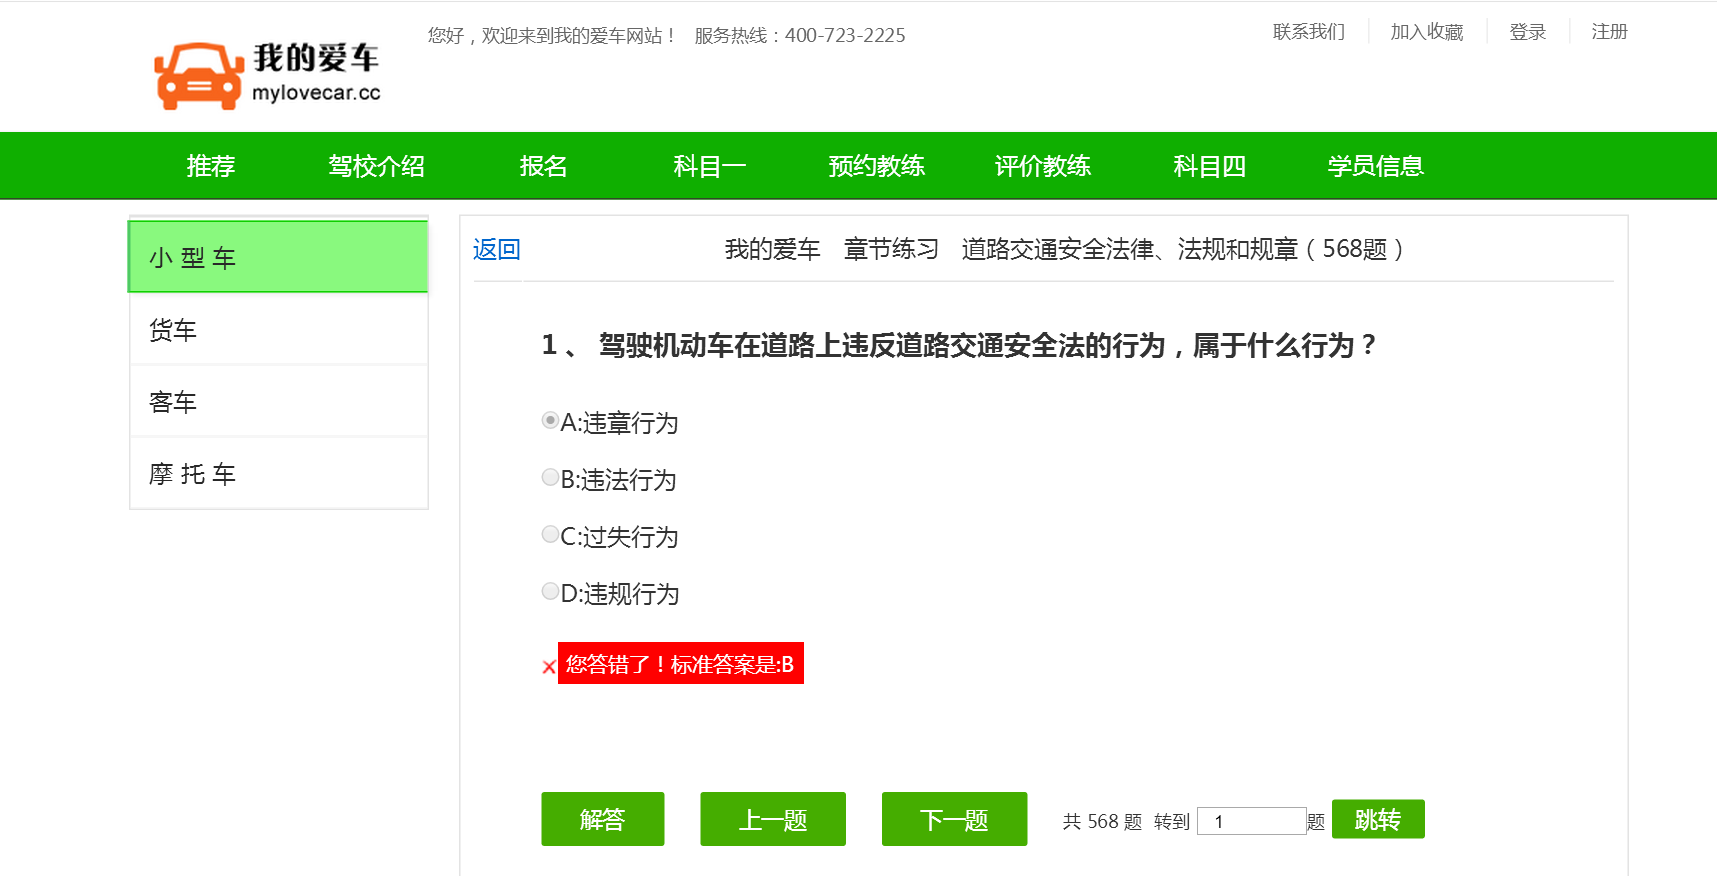 我的爱车
mylovecar.cc
您好，欢迎来到我的爱车网站！ 服务热线：400-723-2225
联系我们 加入收藏 登录 注册
推荐 驾校介绍 报名 科目一 预约教练 评价教练 科目四 学员信息
小 型 车
货车
客车
摩 托 车
返回 我的爱车 章节练习 道路交通安全法律、法规和规章（568题）
1 、 驾驶机动车在道路上违反道路交通安全法的行为，属于什么行为？
A:违章行为
B:违法行为
C:过失行为
D:违规行为
您答错了！标准答案是:B
解答 上一题 下一题 共 568 题 转到 1 题 跳转